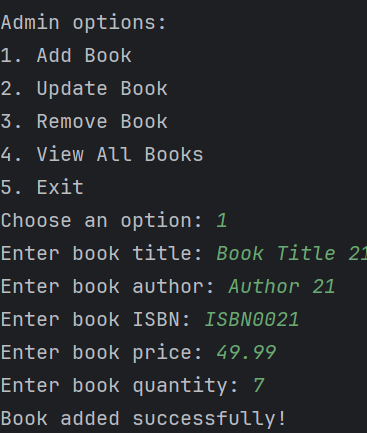 Admin options:
1. Add Book
2. Update Book
3. Remove Book
4. View All Books
5. Exit
Choose an option: 1
Enter book title: Book Title 21
Enter book author: Author 21
Enter book ISBN: ISBN0021
Enter book price: 49.99
Enter book quantity: 7
Book added successfully!